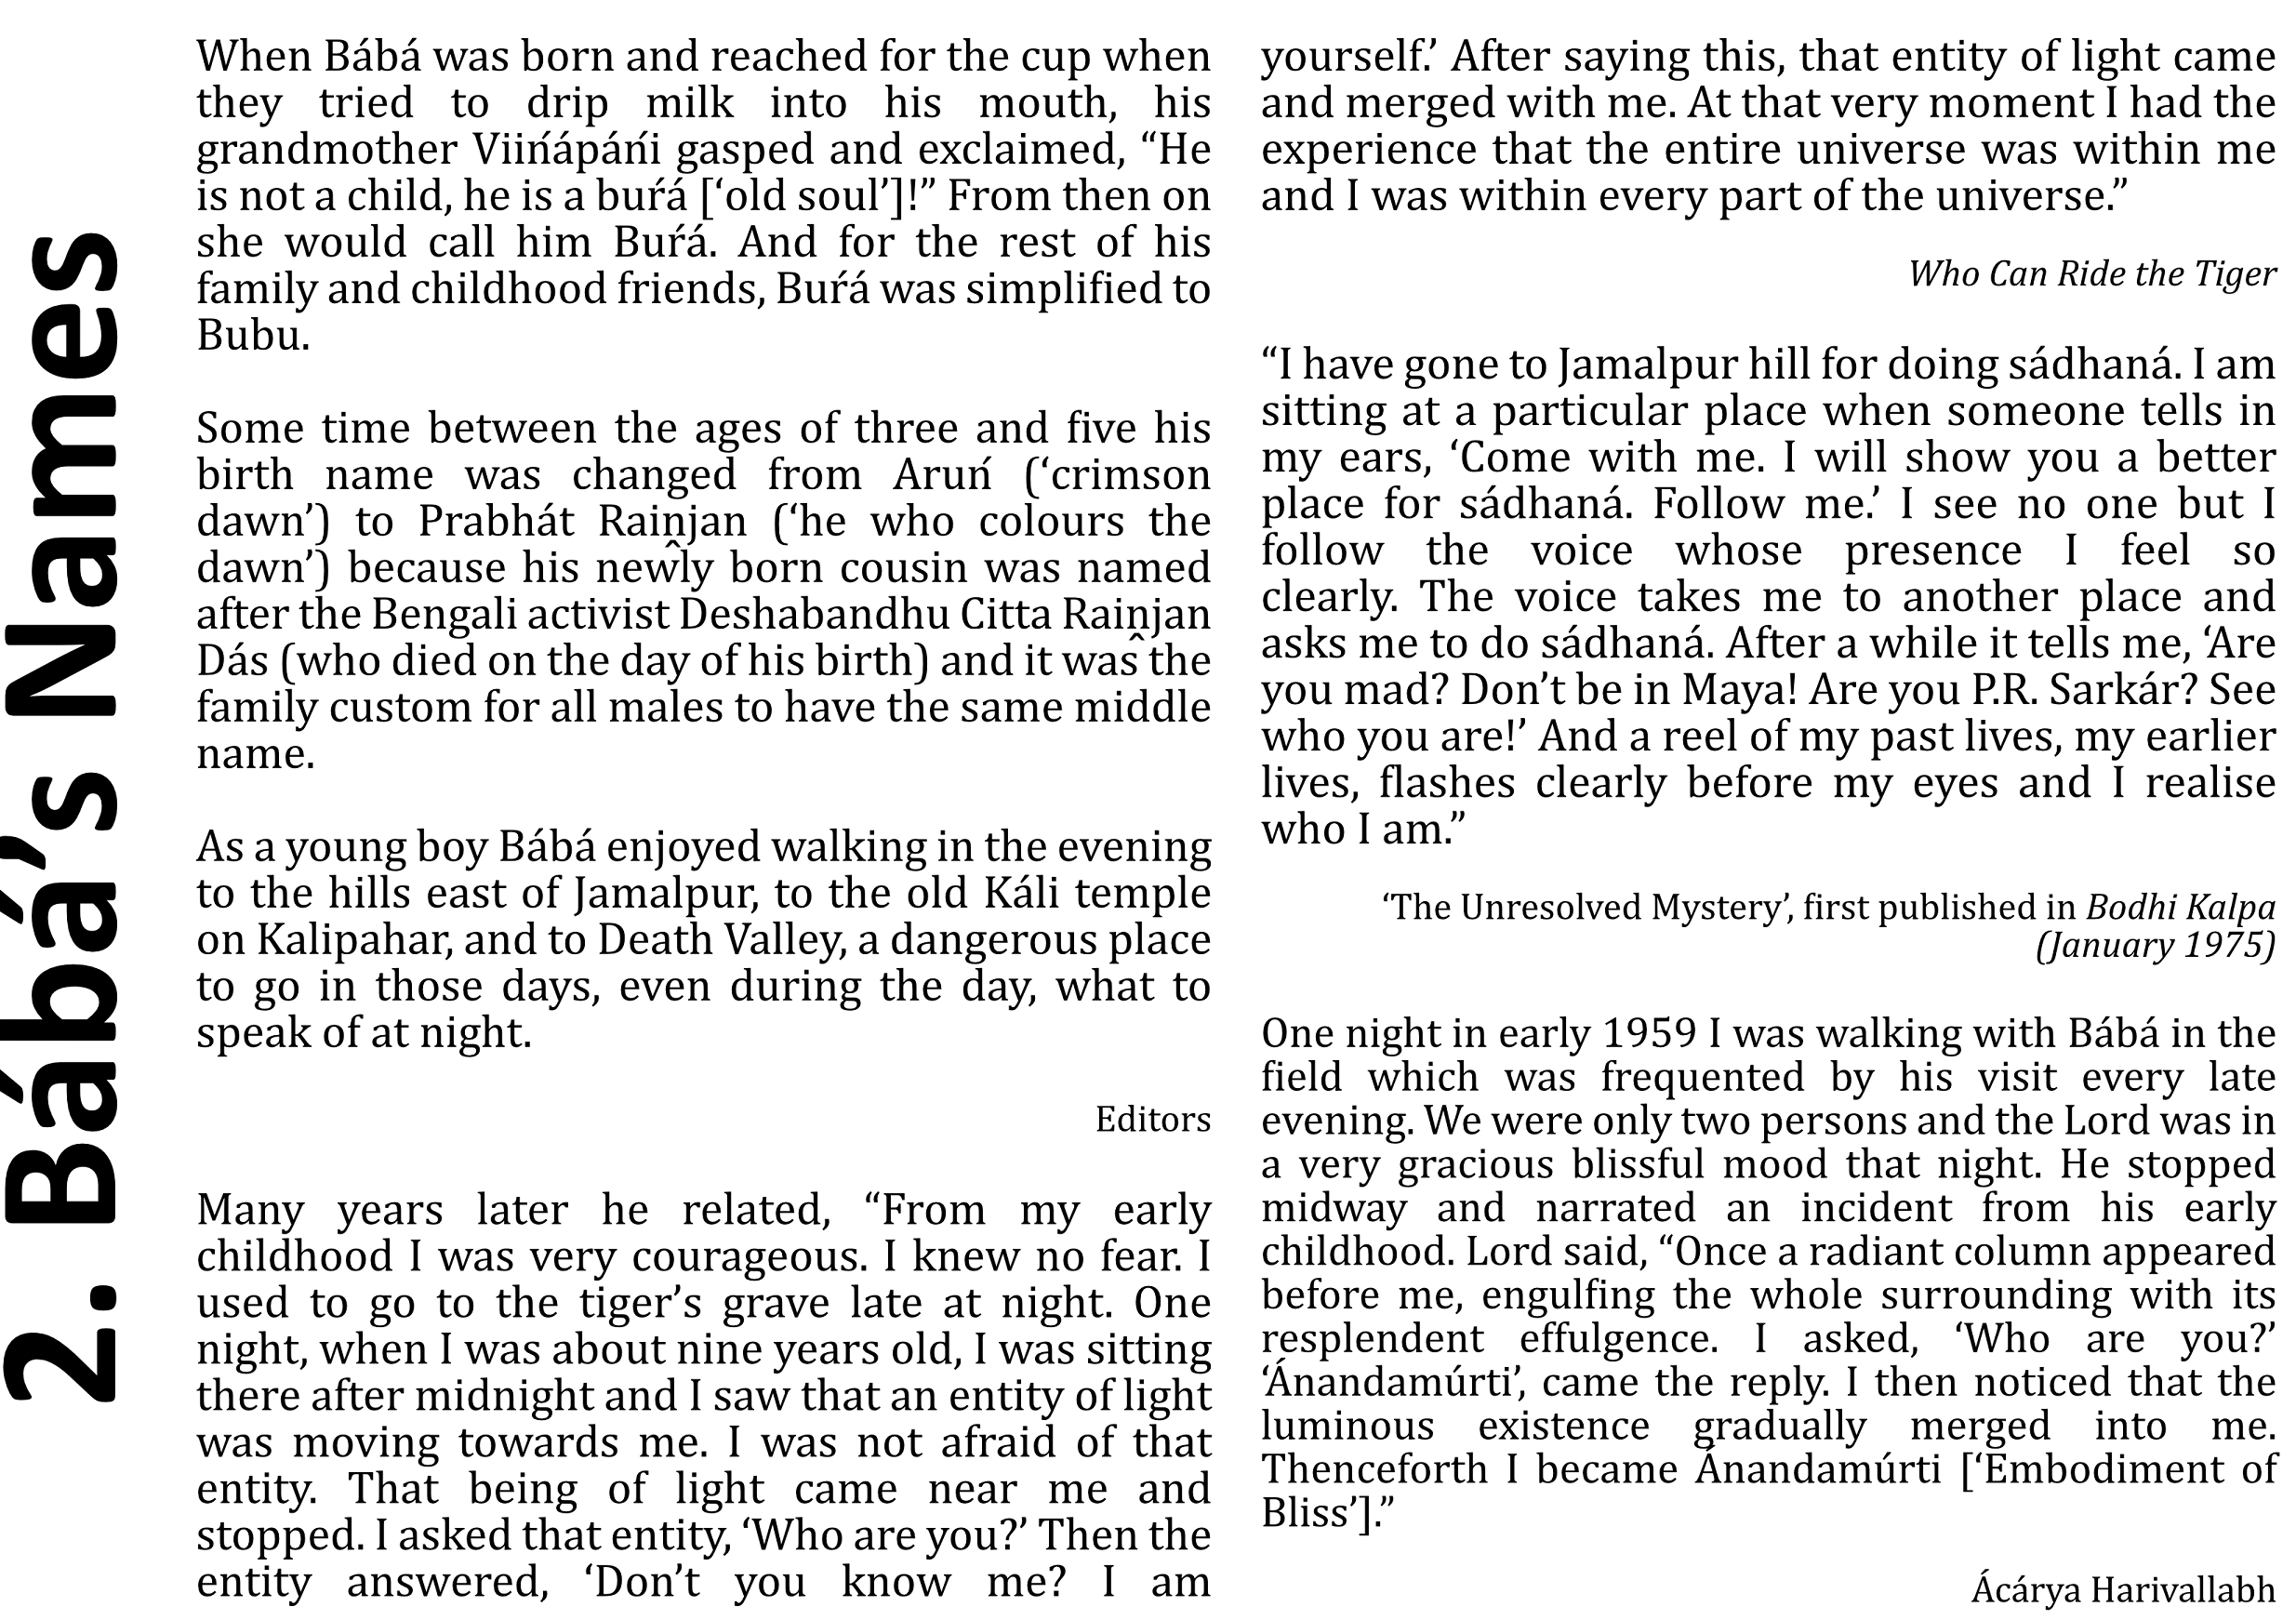 2. Bábá’s Names
When Bábá was born and reached for the cup when
they tried to drip milk into his mouth, his
grandmother Viińápáńi gasped and exclaimed, “He
is not a child, he is a buŕá [‘old soul’]!” From then on
she would call him Buŕá. And for the rest of his
family and childhood friends, Buŕá was simplified to
Bubu.
Some time between the ages of three and five his
birth name was changed from Aruń (‘crimson
dawn’) to Prabhát Rainṋjan (‘he who colours the
dawn’) because his newly born cousin was named
after the Bengali activist Deshabandhu Citta Raiṋjan
Dás (who died on the day of his birth) and it was the
family custom for all males to have the same middle
name.
As a young boy Bábá enjoyed walking in the evening
to the hills east of Jamalpur, to the old Káli temple
on Kalipahar, and to Death Valley, a dangerous place
to go in those days, even during the day, what to
speak of at night.
Editors
Many years later he related, “From my early
childhood I was very courageous. I knew no fear. I
used to go to the tiger’s grave late at night. One
night, when I was about nine years old, I was sitting
there after midnight and I saw that an entity of light
was moving towards me. I was not afraid of that
entity. That being of light came near me and
stopped. I asked that entity, ‘Who are you?’ Then the
entity answered, ‘Don’t you know me? I am
yourself.’ After saying this, that entity of light came
and merged with me. At that very moment I had the
experience that the entire universe was within me
and I was within every part of the universe.”
Who Can Ride the Tiger
“I have gone to Jamalpur hill for doing sádhaná. I am
sitting at a particular place when someone tells in
my ears, ‘Come with me. I will show you a better
place for sádhaná. Follow me.’ I see no one but I
follow the voice whose presence I feel so
clearly. The voice takes me to another place and
asks me to do sádhaná. After a while it tells me, ‘Are
you mad? Don’t be in Maya! Are you P.R. Sarkár? See
who you are!’ And a reel of my past lives, my earlier
lives, flashes clearly before my eyes and I realise
who I am.”
‘The Unresolved Mystery’, first published in Bodhi Kalpa
(January 1975)
One night in early 1959 I was walking with Bábá in the
field which was frequented by his visit every late
evening. We were only two persons and the Lord was in
a very gracious blissful mood that night. He stopped
midway and narrated an incident from his early
childhood. Lord said, “Once a radiant column appeared
before me, engulfing the whole surrounding with its
resplendent effulgence. I asked, ‘Who are you?’
‘Ánandamúrti’, came the reply. I then noticed that the
luminous existence gradually merged into me.
Thenceforth I became Ánandamúrti [‘Embodiment of
Bliss’].”
Ácárya Harivallabh